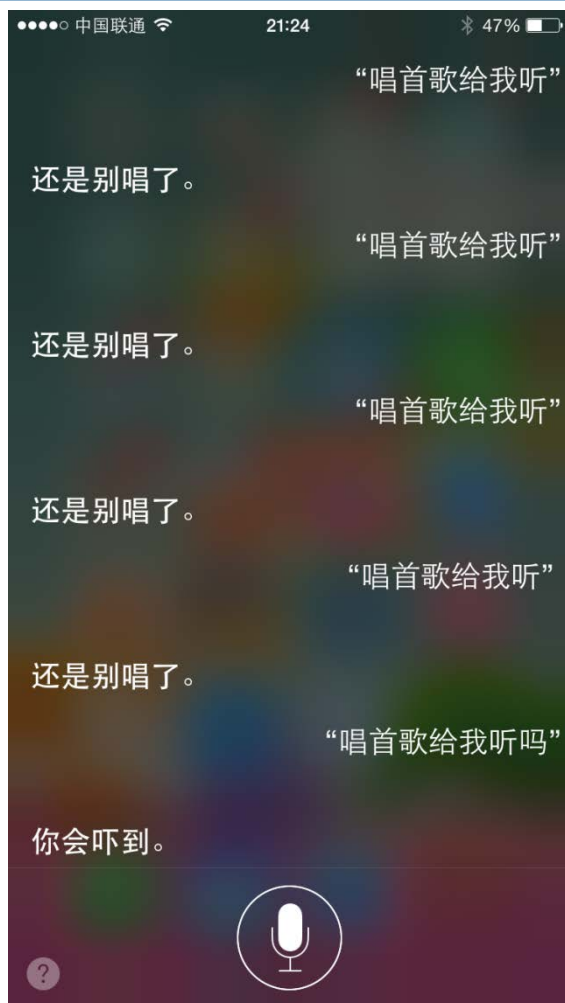 中国联通 21:24 47%
“唱首歌给我听”
还是别唱了。
“唱首歌给我听”
还是别唱了。
“唱首歌给我听”
还是别唱了。
“唱首歌给我听”
还是别唱了。
“唱首歌给我听吗”
你会吓到。
?